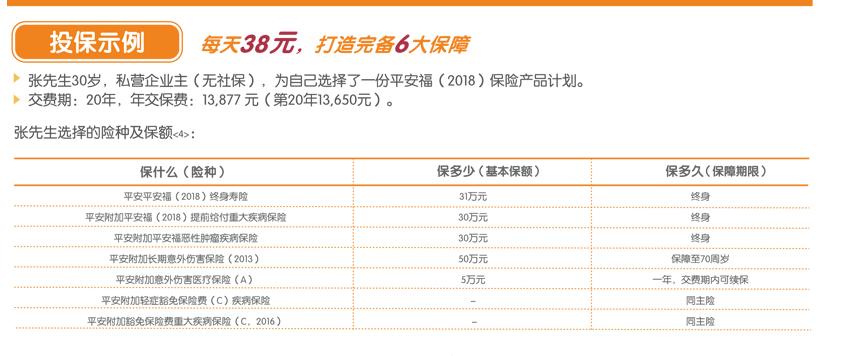 投保示例
每天38元，打造完备6大保障
张先生30岁，私营企业主（无社保），为自己选择了一份平安福（2018）保险产品计划。
交费期：20年，年交保费：13,877 元（第20年13,650元）。
张先生选择的险种及保额<4>：
保什么（险种） 保多少（基本保额） 保多久（保障期限）
平安平安福（2018）终身寿险 31万元 终身
平安附加平安福（2018）提前给付重大疾病保险 30万元 终身
平安附加平安福恶性肿瘤疾病保险 30万元 终身
平安附加长期意外伤害保险（2013） 50万元 保障至70周岁
平安附加意外伤害医疗保险（A） 5万元 一年，交费期内可续保
平安附加轻症豁免保险费（C）疾病保险 – 同主险
平安附加豁免保险费重大疾病保险（C，2016） – 同主险